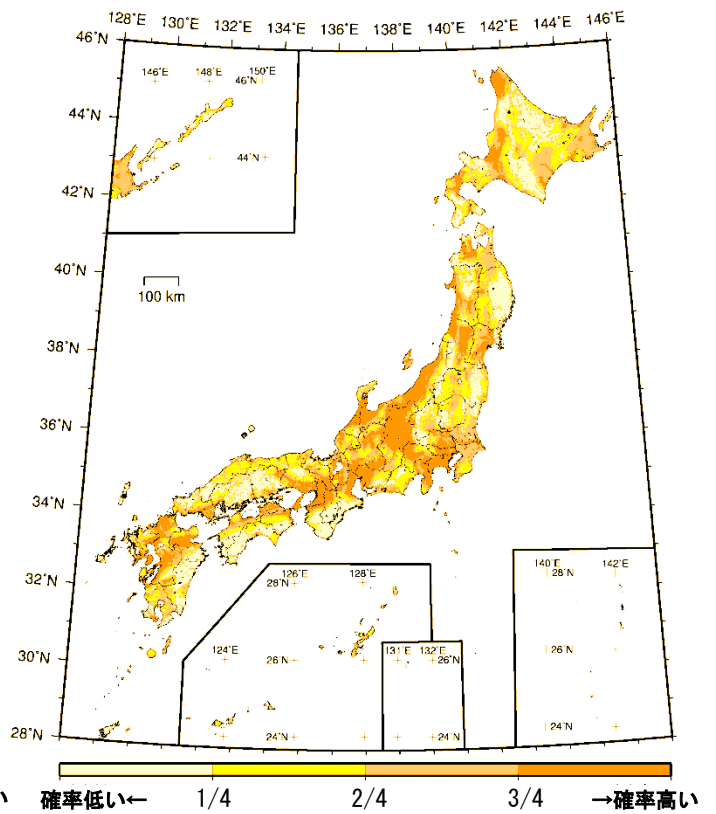 128°E 130°E 132°E 134°E 136°E 138°E 140°E 142°E 144°E 146°E
46°N
146°E 148°E 150°E
46°N
44°N
44°N
42°N
40°N
100 km
38°N
36°N
34°N
32°N
126°E 128°E
28°N
140°E 142°E
28°N
30°N
124°E
26°N
131°E 132°E
26°N
26°N
28°N
24°N
24°N
24°N
い 確率低い← 1/4 2/4 3/4 →確率高い